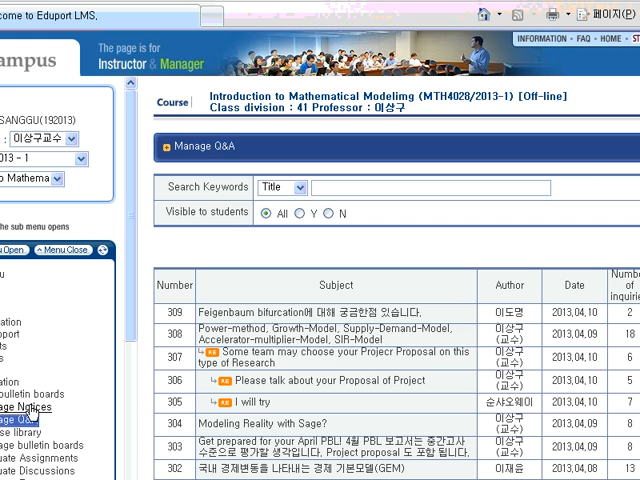 come to Eduport LMS,
페이지(P)
INFORMATION FAQ HOME
ampus
The page is for
Instructor & Manager
SANGGU(192013)
: 이상구교수
013 - 1
o Mathema
he sub menu opens
Open
Menu Close
Course
Introduction to Mathematical Modelimg (MTH4028/2013-1) [Off-line]
Class division : 41 Professor : 이상구
Manage Q&A
Search Keywords Title
Visible to students All Y N
Number Subject Author Date Numbe of inquirie
309 Feigenbaum bifurcation에 대해 궁금한점 있습니다. 이도명 2013,04,10 2
308 Power-method, Growth-Model, Supply-Demand-Model, Accelerator-multiplier-Model, SIR-Model 이상구 (교수) 2013,04,09 18
307 Some team may choose your Projecr Proposal on this type of Research 이상구 (교수) 2013,04,10 6
306 Please talk about your Proposal of Project 이상구 (교수) 2013,04,10 5
305 I will try 순샤오웨이 2013,04,10 7
304 Modeling Reality with Sage? 이상구 (교수) 2013,04,09 8
303 Get prepared for your April PBL! 4월 PBL 보고서는 중간고사 수준으로 평가할 생각입니다. Project proposal 도 포함 됩니다. 이상구 (교수) 2013,04,09 8
302 국내 경제변동을 나타내는 경제 기본모델(GEM) 이재윤 2013,04,08 13
u
ation
port
ts
s
ation
bulletin boards
age Notices
age Q&A
se library
age bulletin boards
uate Assignments
uate Discussions